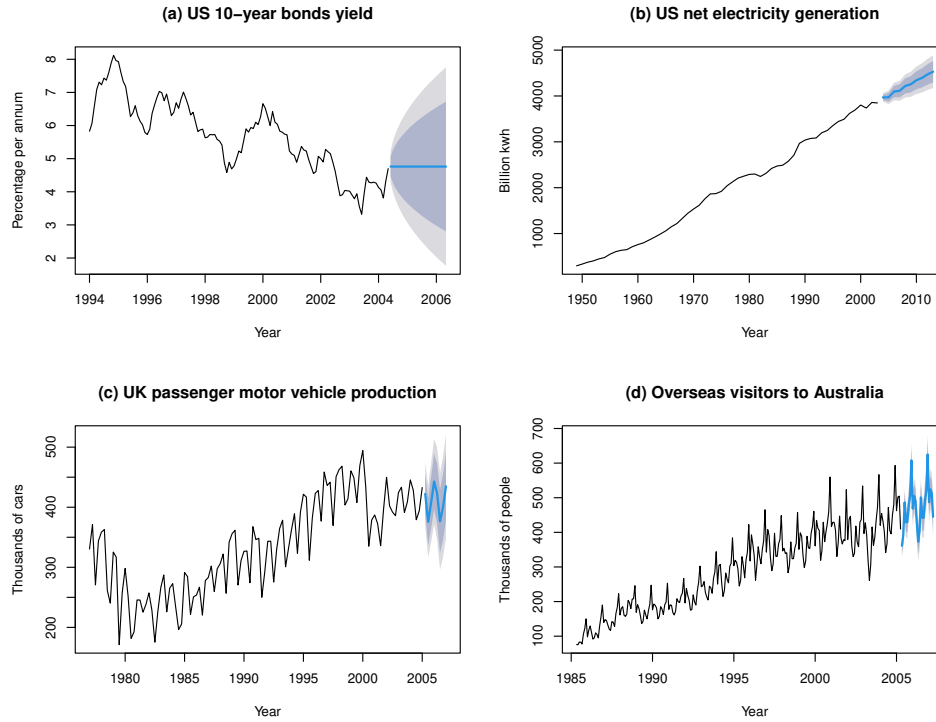 (a) US 10−year bonds yield
Percentage per annum
8
7
6
5
4
3
2
1994 1996 1998 2000 2002 2004 2006
Year
(b) US net electricity generation
Billion kwh
5000
4000
3000
2000
1000
1950 1960 1970 1980 1990 2000 2010
Year
(c) UK passenger motor vehicle production
Thousands of cars
500
400
300
200
1980 1985 1990 1995 2000 2005
Year
(d) Overseas visitors to Australia
Thousands of people
700
600
500
400
300
200
100
1985 1990 1995 2000 2005
Year